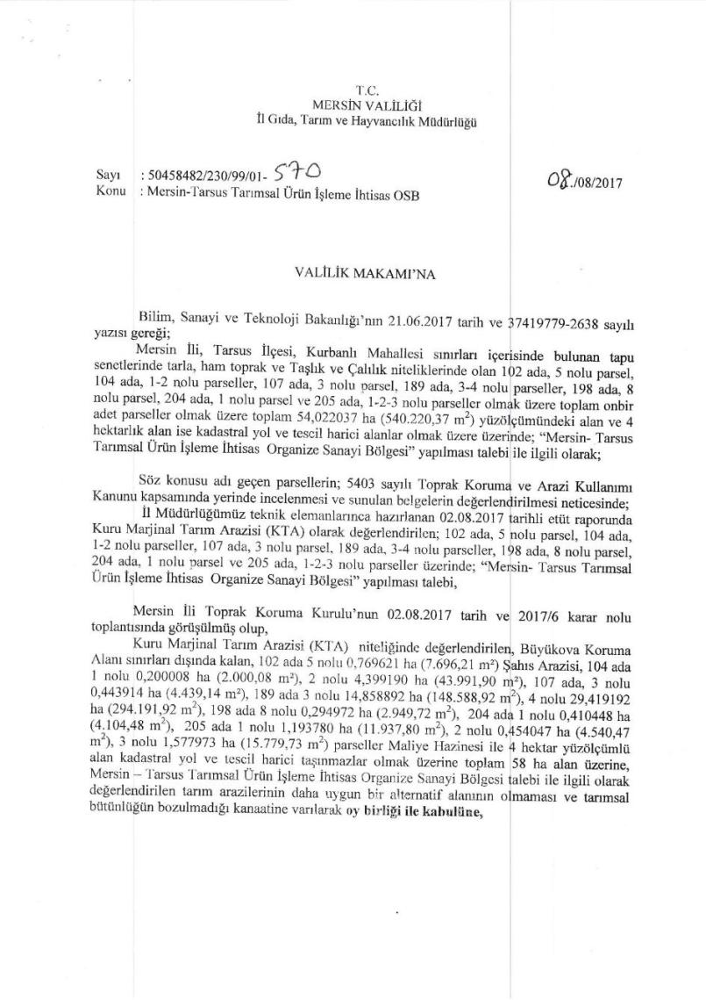 T.C.
MERSİN VALİLİĞİ
İl Gıda, Tarım ve Hayvancılık Müdürlüğü
Sayı : 50458482/230/99/01- 570 08./08/2017
Konu : Mersin-Tarsus Tarımsal Ürün İşleme İhtisas OSB
VALİLİK MAKAMI’NA
Bilim, Sanayi ve Teknoloji Bakanlığı’nın 21.06.2017 tarih ve 37419779-2638 sayılı
yazısı gereği;
Mersin İli, Tarsus İlçesi, Kurbanlı Mahallesi sınırları içerisinde bulunan tapu
senetlerinde tarla, ham toprak ve Taşlık ve Çalılık niteliklerinde olan 102 ada, 5 nolu parsel,
104 ada, 1-2 nolu parseller, 107 ada, 3 nolu parsel, 189 ada, 3-4 nolu parseller, 198 ada, 8
nolu parsel, 204 ada, 1 nolu parsel ve 205 ada, 1-2-3 nolu parseller olmak üzere toplam onbir
adet parseller olmak üzere toplam 54,022037 ha (540.220,37 m²) yüzölçümündeki alan ve 4
hektarlık alan ise kadastral yol ve tescil harici alanlar olmak üzere üzerinde; “Mersin- Tarsus
Tarımsal Ürün İşleme İhtisas Organize Sanayi Bölgesi” yapılması talebi ile ilgili olarak;
Söz konusu adı geçen parsellerin; 5403 sayılı Toprak Koruma ve Arazi Kullanımı
Kanunu kapsamında yerinde incelenmesi ve sunulan belgelerin değerlendirilmesi neticesinde;
İl Müdürlüğümüz teknik elemanlarınca hazırlanan 02.08.2017 tarihli etüt raporunda
Kuru Marjinal Tarım Arazisi (KTA) olarak değerlendirilen; 102 ada, 5 nolu parsel, 104 ada,
1-2 nolu parseller, 107 ada, 3 nolu parsel, 189 ada, 3-4 nolu parseller, 198 ada, 8 nolu parsel,
204 ada, 1 nolu parsel ve 205 ada, 1-2-3 nolu parseller üzerinde; “Mersin- Tarsus Tarımsal
Ürün İşleme İhtisas Organize Sanayi Bölgesi” yapılması talebi,
Mersin İli Toprak Koruma Kurulu’nun 02.08.2017 tarih ve 2017/6 karar nolu
toplantısında görüşülmüş olup,
Kuru Marjinal Tarım Arazisi (KTA) niteliğinde değerlendirilen, Büyükova Koruma
Alanı sınırları dışında kalan, 102 ada 5 nolu 0,769621 ha (7.696,21 m²) Şahıs Arazisi, 104 ada
1 nolu 0,200008 ha (2.000,08 m²), 2 nolu 4,399190 ha (43.991,90 m²), 107 ada, 3 nolu
0,443914 ha (4.439,14 m²), 189 ada 3 nolu 14,858892 ha (148.588,92 m²), 4 nolu 29,419192
ha (294.191,92 m²), 198 ada 8 nolu 0,294972 ha (2.949,72 m²), 204 ada 1 nolu 0,410448 ha
(4.104,48 m²), 205 ada 1 nolu 1,193780 ha (11.937,80 m²), 2 nolu 0,454047 ha (4.540,47
m²), 3 nolu 1,577973 ha (15.779,73 m²) parseller Maliye Hazinesi ile 4 hektar yüzölçümlü
alan kadastral yol ve tescil harici taşınmazlar olmak üzerine toplam 58 ha alan üzerine,
Mersin – Tarsus Tarımsal Ürün İşleme İhtisas Organize Sanayi Bölgesi talebi ile ilgili olarak
değerlendirilen tarım arazilerinin daha uygun bir alternatif alanının olmaması ve tarımsal
bütünlüğün bozulmadığı kanaatine varılarak oy birliği ile kabulüne,